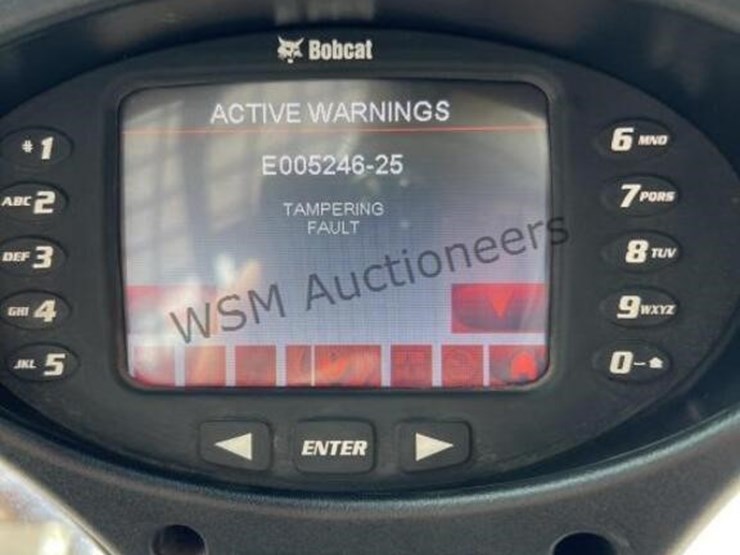 Bobcat
ACTIVE WARNINGS
E005246-25
TAMPERING
FAULT
WSM Auctioneers
# 1
ABC 2
DEF 3
GHI 4
JKL 5
6 MNO
7 PQRS
8 TUV
9 WXYZ
0-
ENTER